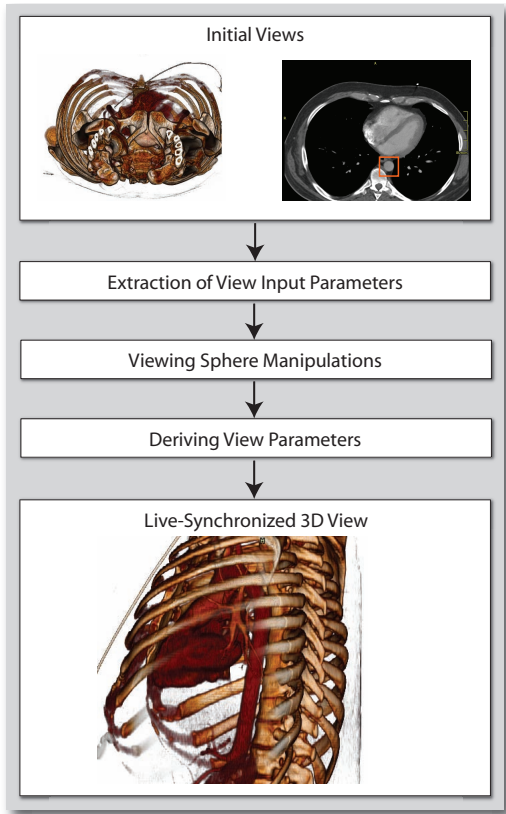 Initial Views
Extraction of View Input Parameters
Viewing Sphere Manipulations
Deriving View Parameters
Live-Synchronized 3D View